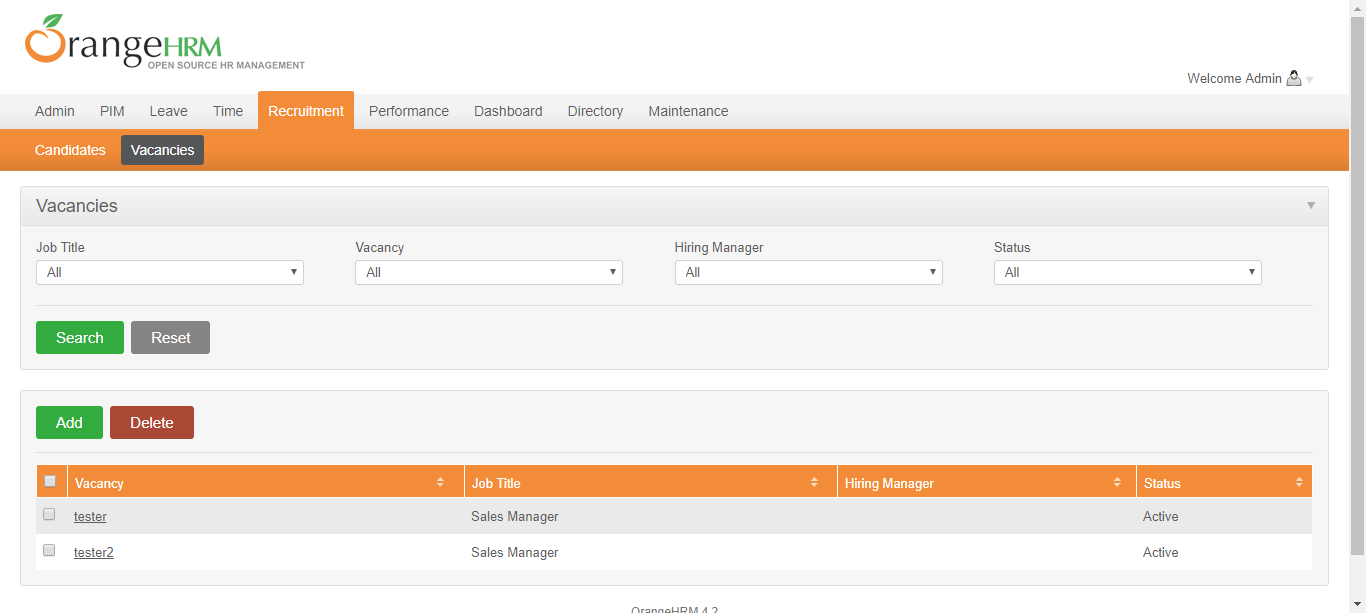 OrangeHRM
OPEN SOURCE HR MANAGEMENT
Welcome Admin
Admin PIM Leave Time Recruitment Performance Dashboard Directory Maintenance
Candidates Vacancies
Vacancies
Job Title Vacancy Hiring Manager Status
All All All All
Search Reset
Add Delete
Vacancy Job Title Hiring Manager Status
tester Sales Manager Active
tester2 Sales Manager Active
OrangeHRM 4.2